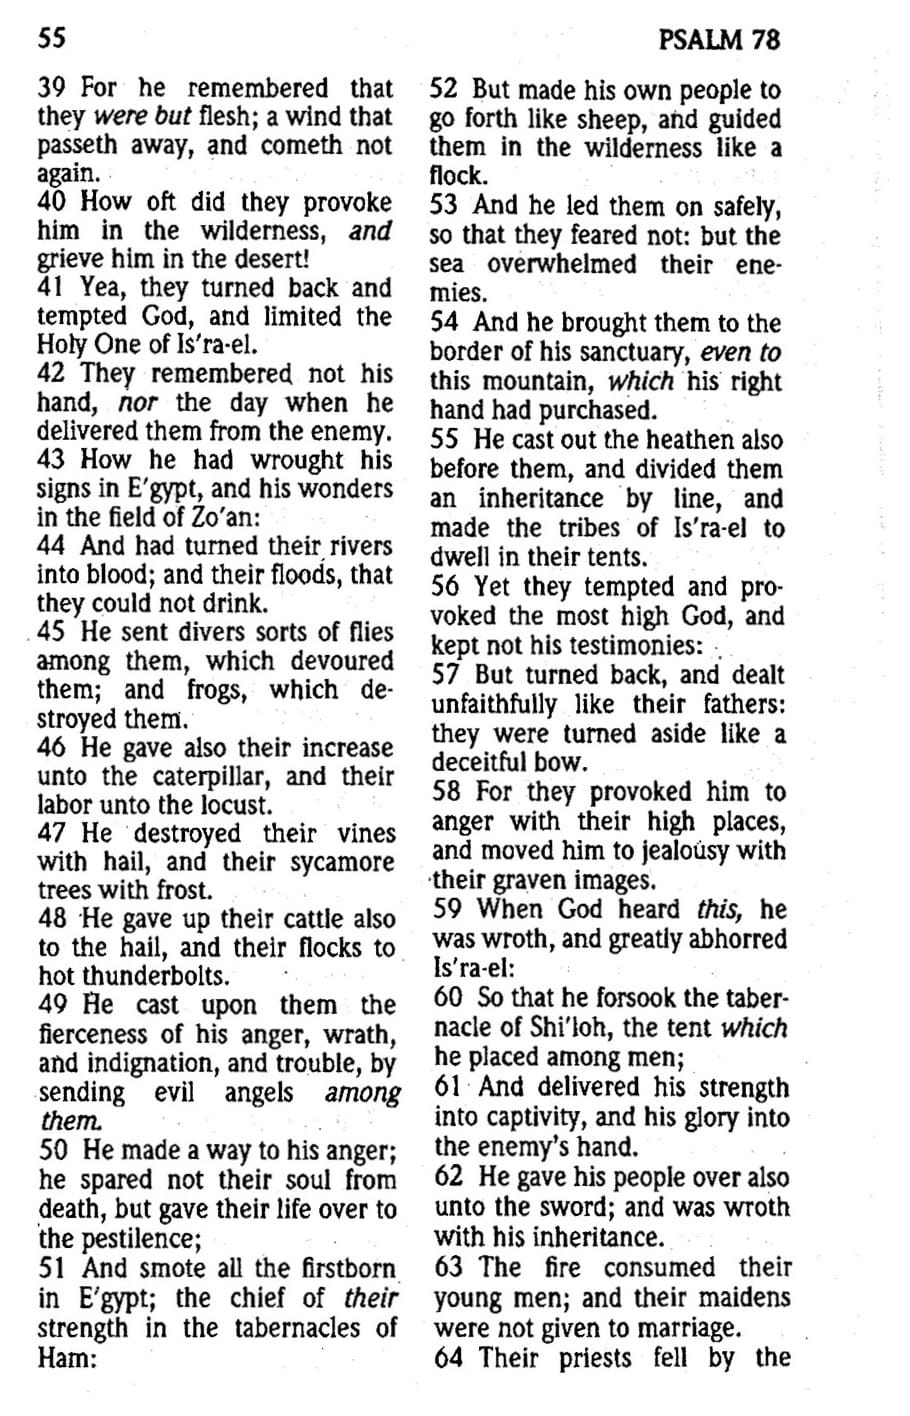 55
PSALM 78
39 For he remembered that
they were but flesh; a wind that
passeth away, and cometh not
again.
40 How oft did they provoke
him in the wilderness, and
grieve him in the desert!
41 Yea, they turned back and
tempted God, and limited the
Holy One of Is'ra-el.
42 They remembered not his
hand, nor the day when he
delivered them from the enemy.
43 How he had wrought his
signs in E'gypt, and his wonders
in the field of Zo'an:
44 And had turned their rivers
into blood; and their floods, that
they could not drink.
45 He sent divers sorts of flies
among them, which devoured
them; and frogs, which de-
stroyed them.
46 He gave also their increase
unto the caterpillar, and their
labor unto the locust.
47 He destroyed their vines
with hail, and their sycamore
trees with frost.
48 He gave up their cattle also
to the hail, and their flocks to
hot thunderbolts.
49 He cast upon them the
fierceness of his anger, wrath,
and indignation, and trouble, by
sending evil angels among
them.
50 He made a way to his anger;
he spared not their soul from
death, but gave their life over to
the pestilence;
51 And smote all the firstborn
in E'gypt; the chief of their
strength in the tabernacles of
Ham:
52 But made his own people to
go forth like sheep, and guided
them in the wilderness like a
flock.
53 And he led them on safely,
so that they feared not: but the
sea overwhelmed their ene-
mies.
54 And he brought them to the
border of his sanctuary, even to
this mountain, which his right
hand had purchased.
55 He cast out the heathen also
before them, and divided them
an inheritance by line, and
made the tribes of Is'ra-el to
dwell in their tents.
56 Yet they tempted and pro-
voked the most high God, and
kept not his testimonies:
57 But turned back, and dealt
unfaithfully like their fathers:
they were turned aside like a
deceitful bow.
58 For they provoked him to
anger with their high places,
and moved him to jealousy with
their graven images.
59 When God heard this, he
was wroth, and greatly abhorred
Is'ra-el:
60 So that he forsook the taber-
nacle of Shi'loh, the tent which
he placed among men;
61 And delivered his strength
into captivity, and his glory into
the enemy's hand.
62 He gave his people over also
unto the sword; and was wroth
with his inheritance.
63 The fire consumed their
young men; and their maidens
were not given to marriage.
64 Their priests fell by the